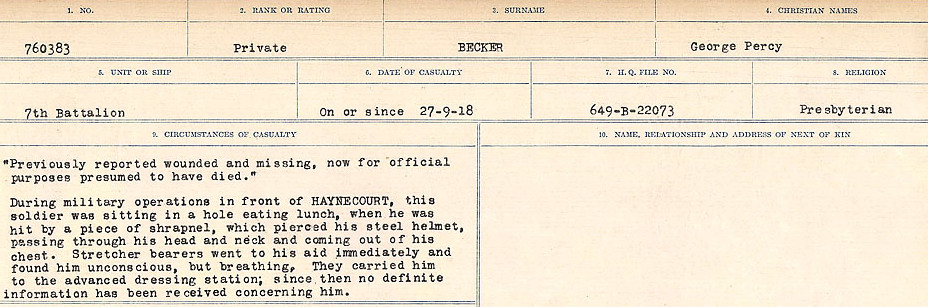 1. NO. 2. RANK OR RATING 3. SURNAME 4. CHRISTIAN NAMES
760383 Private BECKER George Percy
5. UNIT OR SHIP 6. DATE OF CASUALTY 7. H.Q. FILE NO. 8. RELIGION
7th Battalion On or since 27-9-18 649-B-22073 Presbyterian
9. CIRCUMSTANCES OF CASUALTY 10. NAME, RELATIONSHIP AND ADDRESS OF NEXT OF KIN
"Previously reported wounded and missing, now for official
purposes presumed to have died."
During military operations in front of HAYNECOURT, this
soldier was sitting in a hole eating lunch, when he was
hit by a piece of shrapnel, which pierced his steel helmet,
passing through his head and neck and coming out of his
chest. Stretcher bearers went to his aid immediately and
found him unconscious, but breathing, They carried him
to the advanced dressing station; since then no definite
information has been received concerning him.